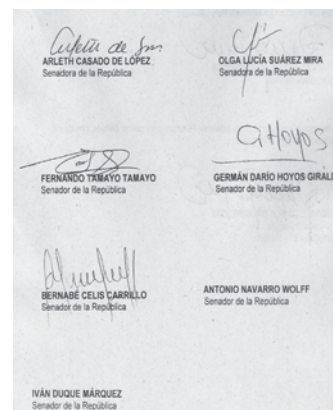 ARLETH CASADO DE LÓPEZ
Senadora de la República
OLGA LUCÍA SUÁREZ MIRA
Senadora de la República
GHoyos
FERNANDO TAMAYO TAMAYO
Senador de la República
GERMÁN DARÍO HOYOS GIRALD
Senador de la República
BERNABÉ CELIS CARRILLO
Senador de la República
ANTONIO NAVARRO WOLFF
Senador de la República
IVÁN DUQUE MÁRQUEZ
Senador de la República